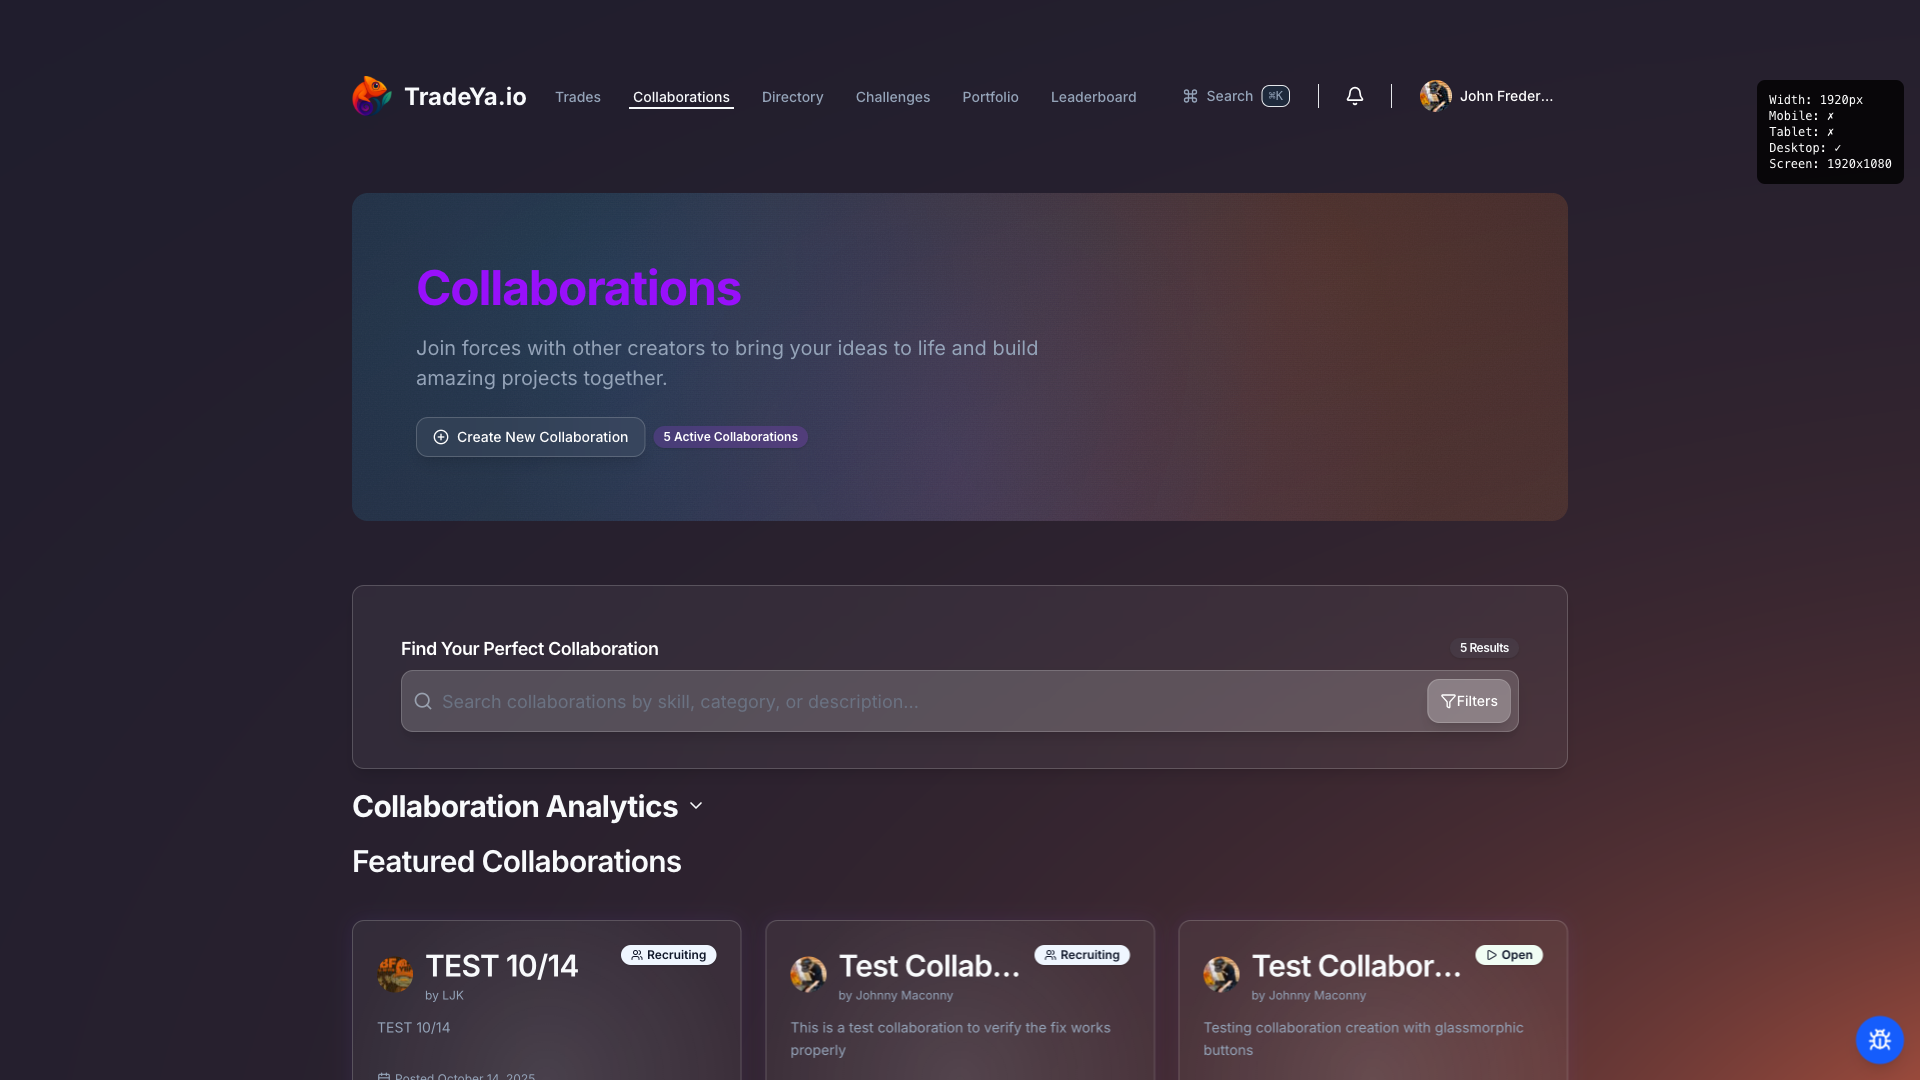 TradeYa.io
Trades
Collaborations
Directory
Challenges
Portfolio
Leaderboard
⌘ Search ⌘K
John Freder...
Width: 1920px
Mobile: ✗
Tablet: ✗
Desktop: ✓
Screen: 1920x1080
Collaborations
Join forces with other creators to bring your ideas to life and build
amazing projects together.
Create New Collaboration
5 Active Collaborations
Find Your Perfect Collaboration
5 Results
Search collaborations by skill, category, or description...
Filters
Collaboration Analytics
Featured Collaborations
TEST 10/14
Recruiting
by LJK
TEST 10/14
Posted October 14, 2025
Test Collab...
Recruiting
by Johnny Maconny
This is a test collaboration to verify the fix works
properly
Test Collabor...
Open
by Johnny Maconny
Testing collaboration creation with glassmorphic
buttons